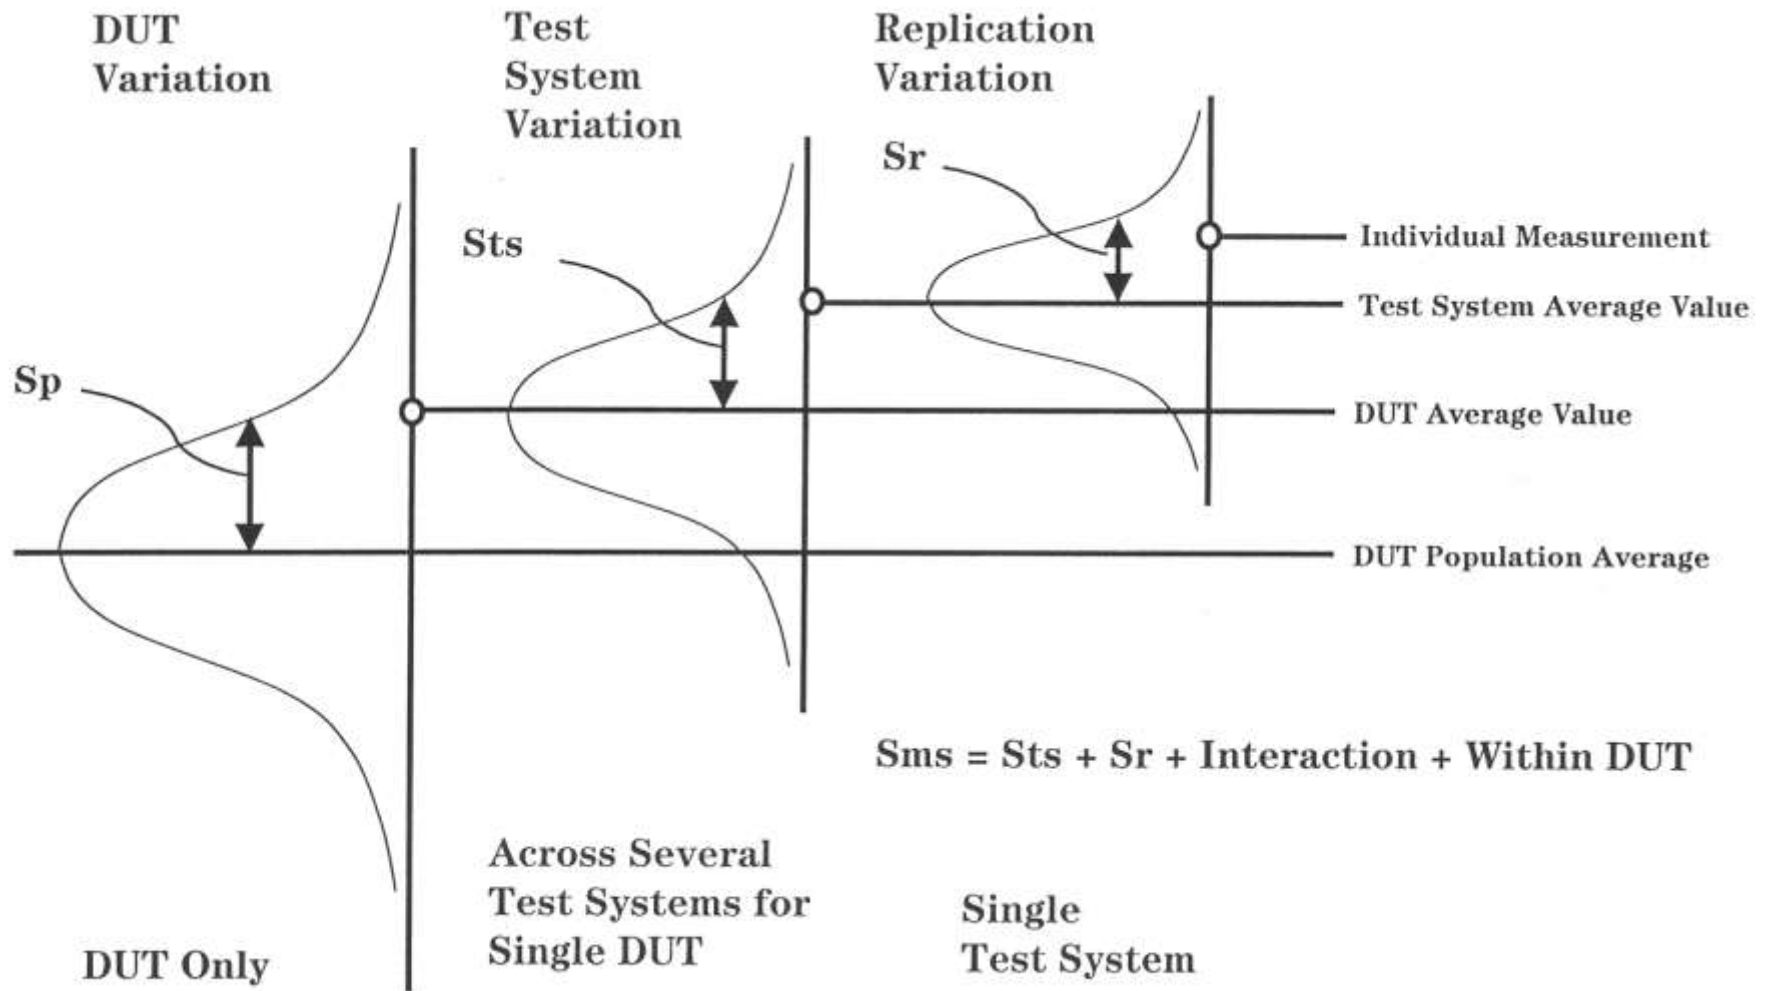 DUT
Variation
Test
System
Variation
Replication
Variation
Sr
Sts
Sp
Individual Measurement
Test System Average Value
DUT Average Value
DUT Population Average
Sms = Sts + Sr + Interaction + Within DUT
Across Several
Test Systems for
Single DUT
Single
Test System
DUT Only